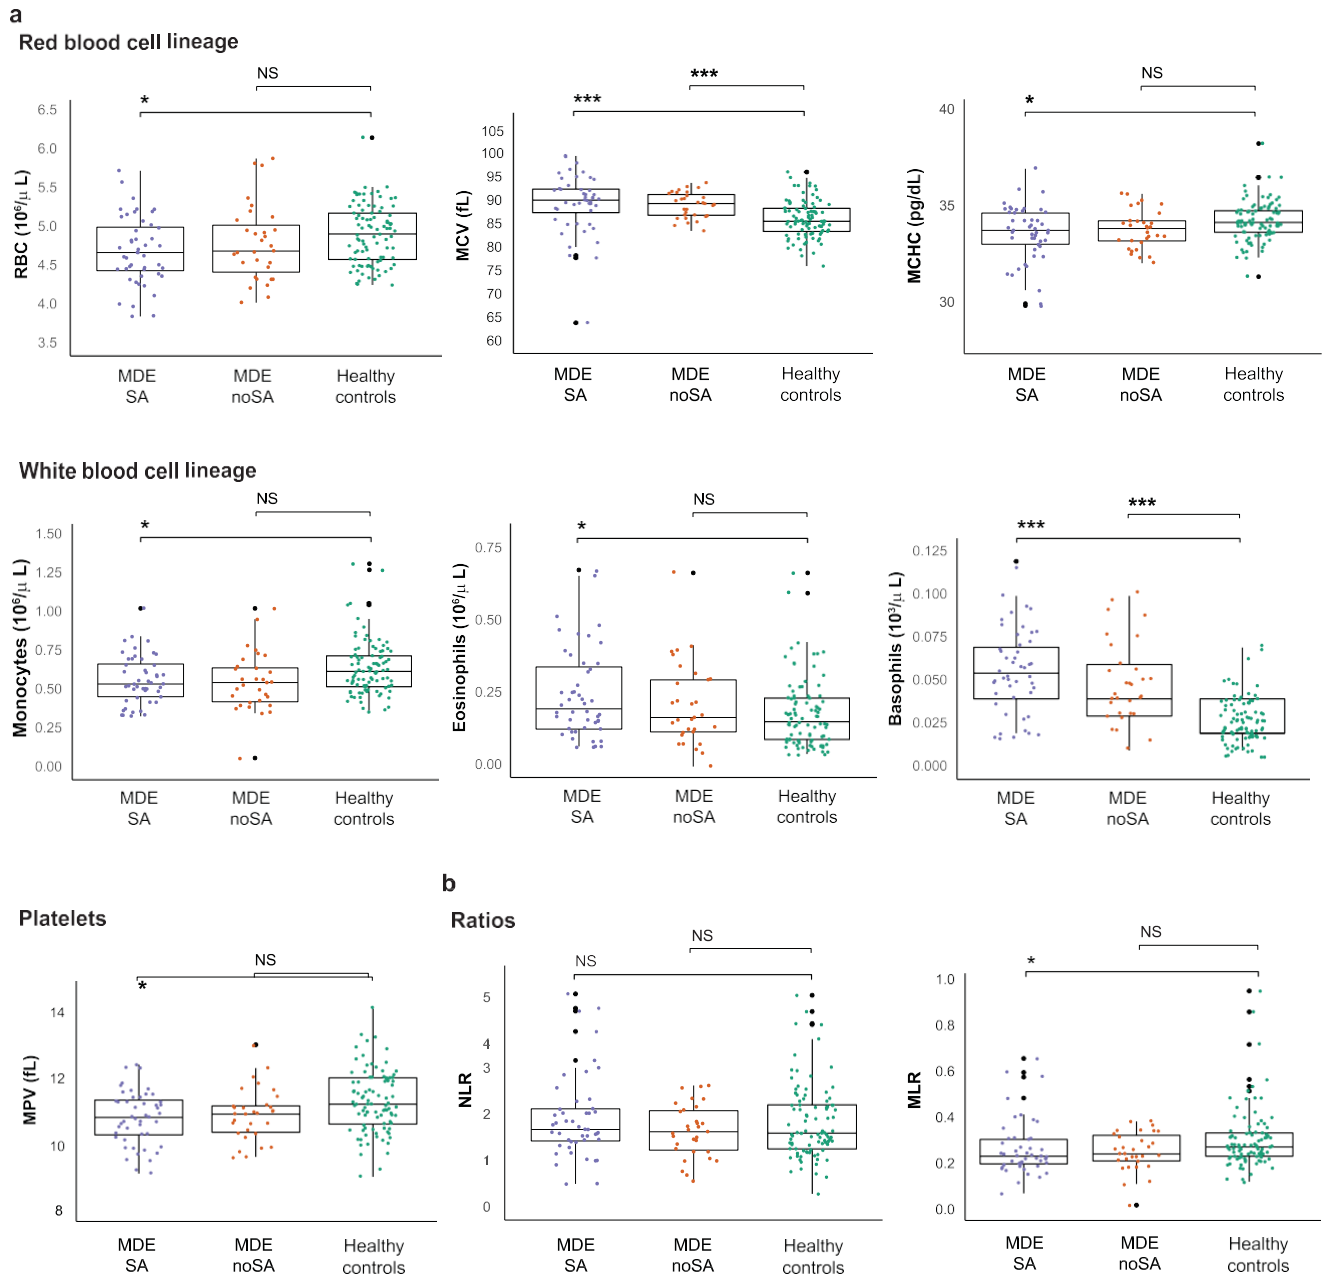 a
Red blood cell lineage
NS
*
RBC (10⁶/μ L)
6.5
6.0
5.5
5.0
4.5
4.0
3.5
MDE SA
MDE noSA
Healthy controls
***
***
MCV (fL)
105
100
95
90
85
80
85
90
70
65
60
MDE SA
MDE noSA
Healthy controls
NS
*
MCHC (pg/dL)
40
35
30
MDE SA
MDE noSA
Healthy controls
White blood cell lineage
NS
*
Monocytes (10⁶/μ L)
1.50
1.25
1.00
0.75
0.50
0.25
0.00
MDE SA
MDE noSA
Healthy controls
NS
*
Eosinophils (10⁶/μ L)
0.75
0.50
0.25
0.00
MDE SA
MDE noSA
Healthy controls
***
***
Basophils (10³/μ L)
0.125
0.100
0.075
0.050
0.025
0.000
MDE SA
MDE noSA
Healthy controls
Platelets
NS
*
MPV (fL)
14
12
10
8
MDE SA
MDE noSA
Healthy controls
b
Ratios
NS
NS
NLR
5
4
3
2
1
0
MDE SA
MDE noSA
Healthy controls
NS
*
MLR
1.0
0.8
0.6
0.4
0.2
0.0
MDE SA
MDE noSA
Healthy controls